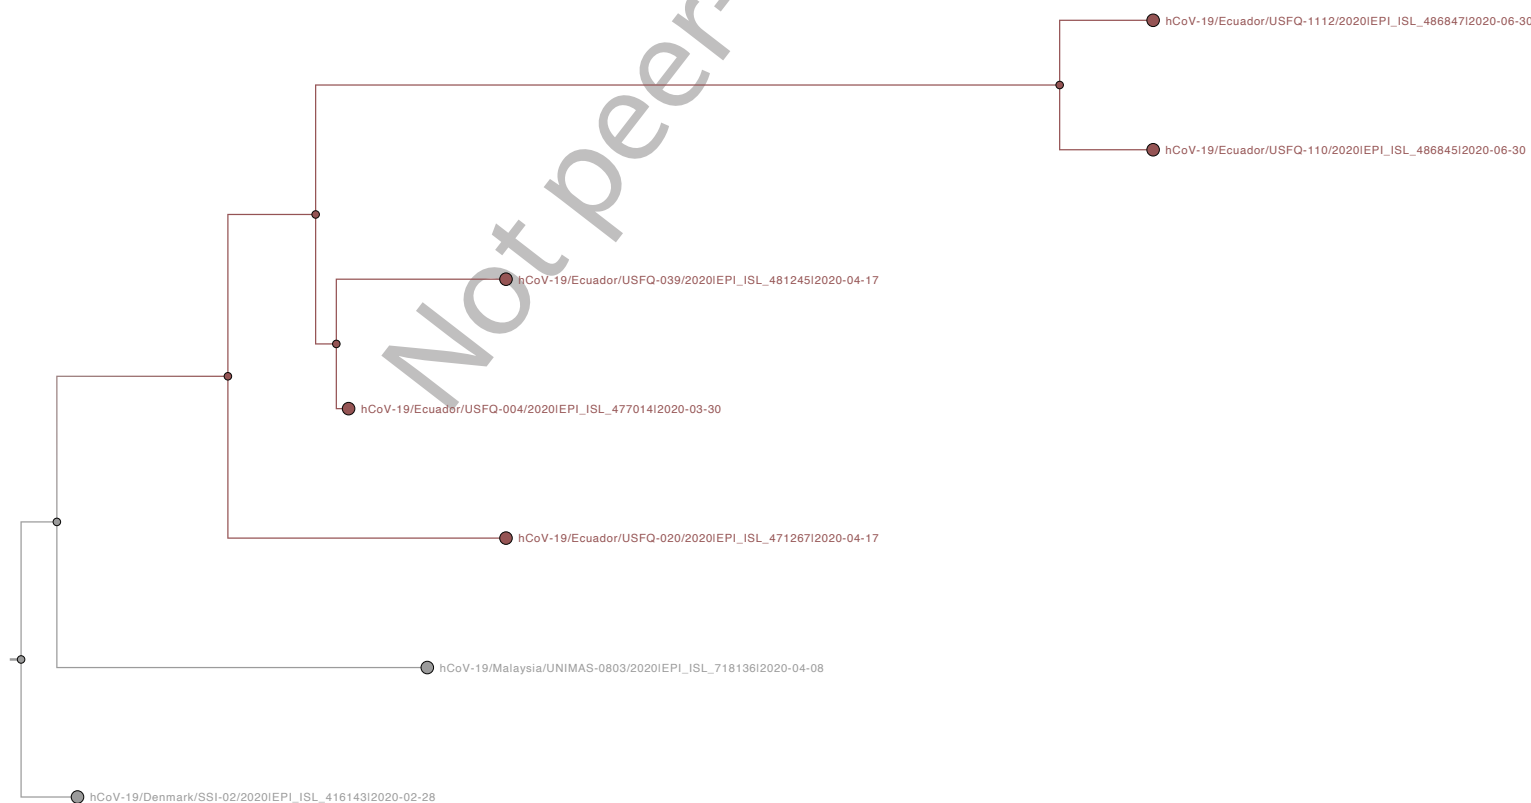 hCoV-19/Ecuador/USFQ-1112/2020|EPI_ISL_486847|2020-06-30
hCoV-19/Ecuador/USFQ-110/2020|EPI_ISL_486845|2020-06-30
hCoV-19/Ecuador/USFQ-039/2020|EPI_ISL_481245|2020-04-17
hCoV-19/Ecuador/USFQ-004/2020|EPI_ISL_477014|2020-03-30
hCoV-19/Ecuador/USFQ-020/2020|EPI_ISL_471267|2020-04-17
hCoV-19/Malaysia/UNIMAS-0803/2020|EPI_ISL_718136|2020-04-08
hCoV-19/Denmark/SSI-02/2020|EPI_ISL_416143|2020-02-28
Not peer-